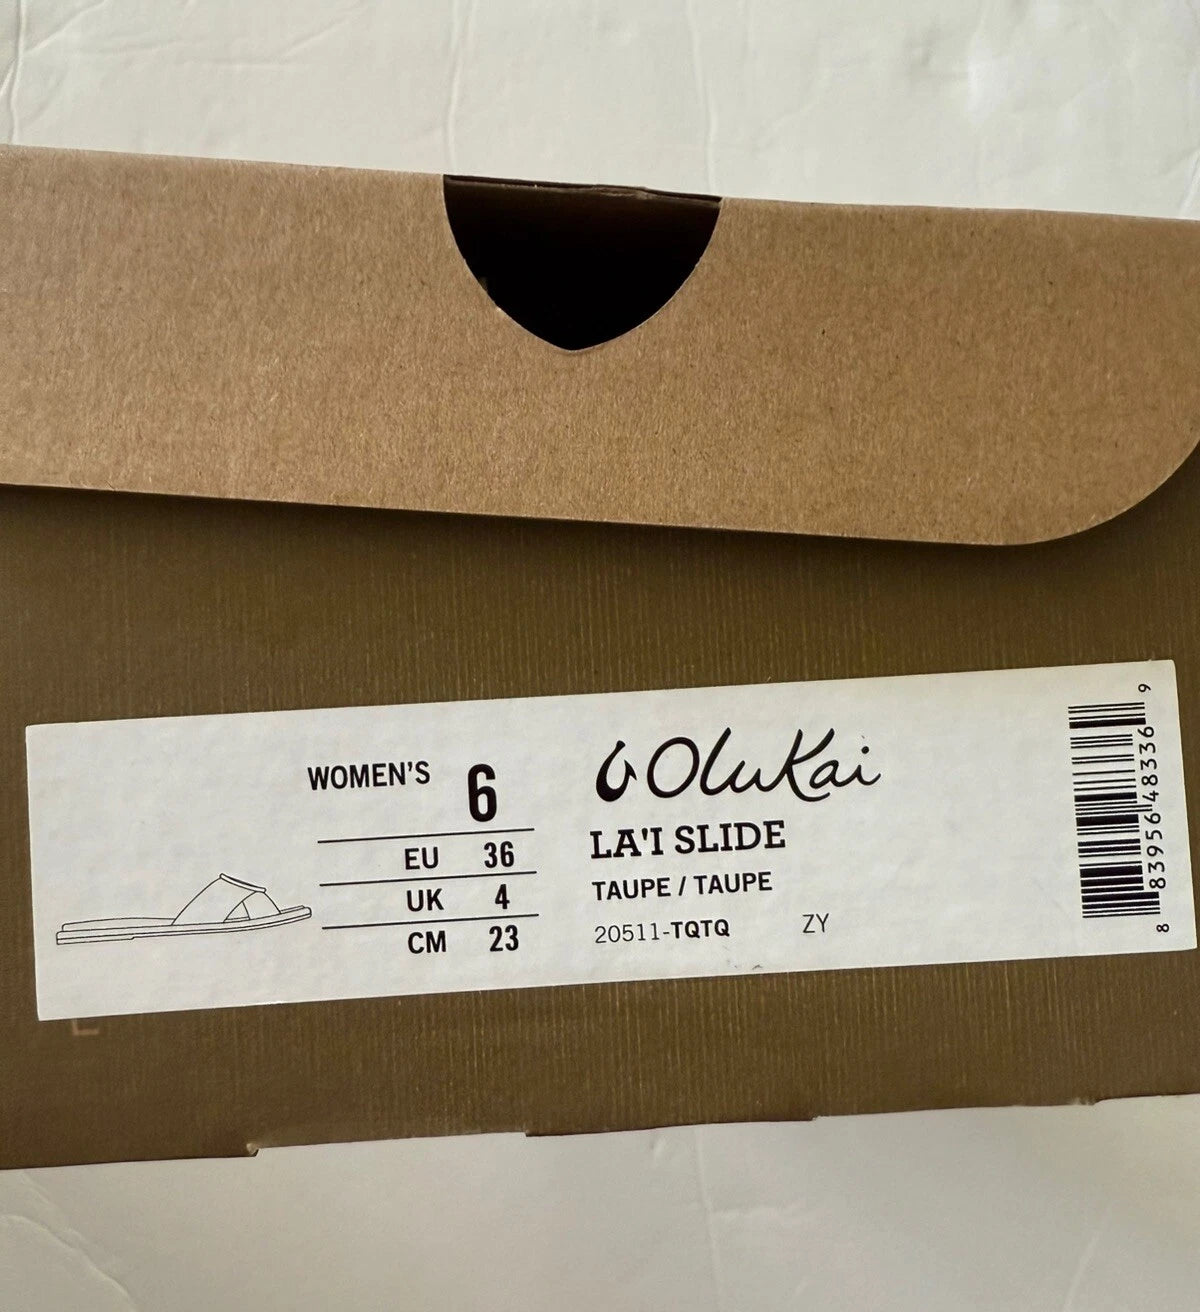 WOMEN'S 6
EU 36
UK 4
CM 23
OluKai
LA'I SLIDE
TAUPE / TAUPE
20511-TQTQ ZY
8 83956 48336 9